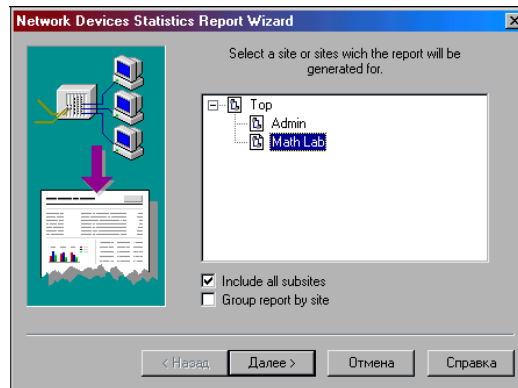 Network Devices Statistics Report Wizard
Select a site or sites wich the report will be
generated for.
Top
Admin
Math Lab
Include all subsites
Group report by site
< Назад
Далее >
Отмена
Справка